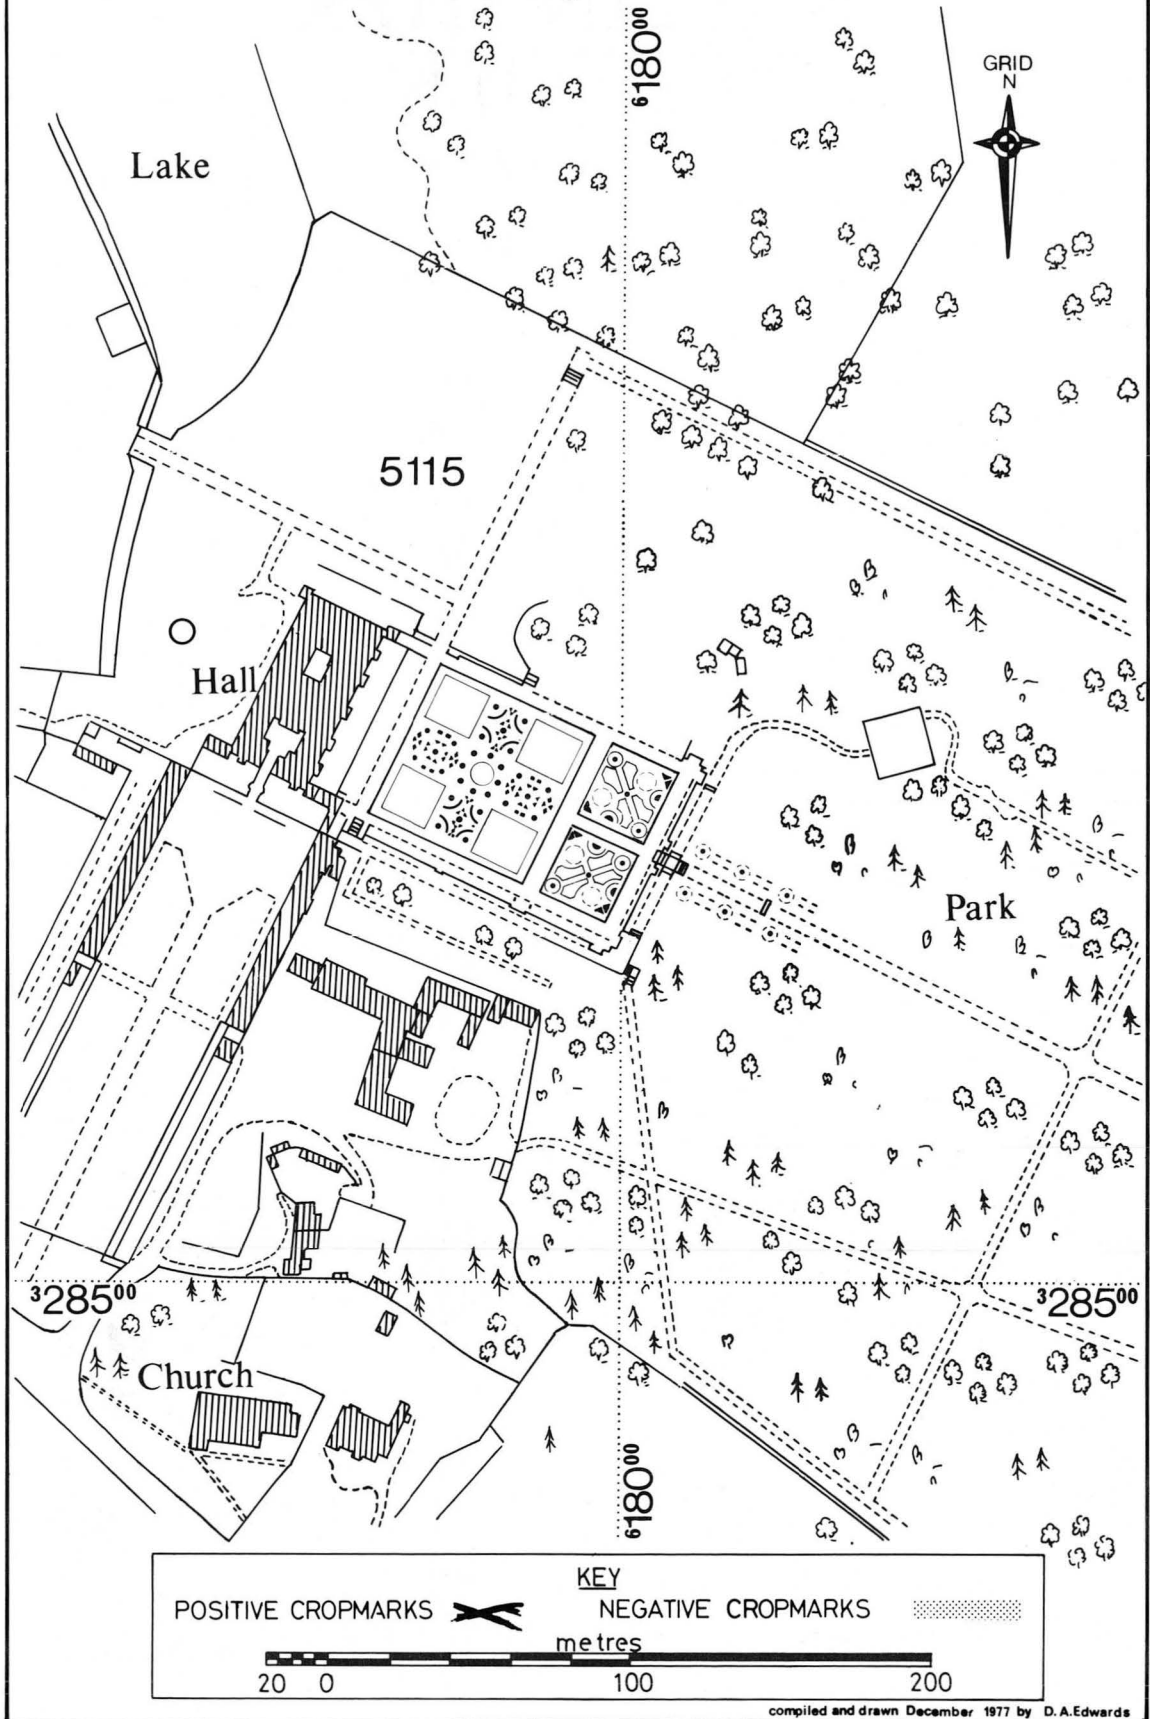 ⁶180⁰⁰
GRID
N
Lake
5115
Hall
Park
³285⁰⁰
³285⁰⁰
Church
⁶180⁰⁰
KEY
POSITIVE CROPMARKS NEGATIVE CROPMARKS
metres
20 0 100 200
compiled and drawn December 1977 by D.A.Edwards